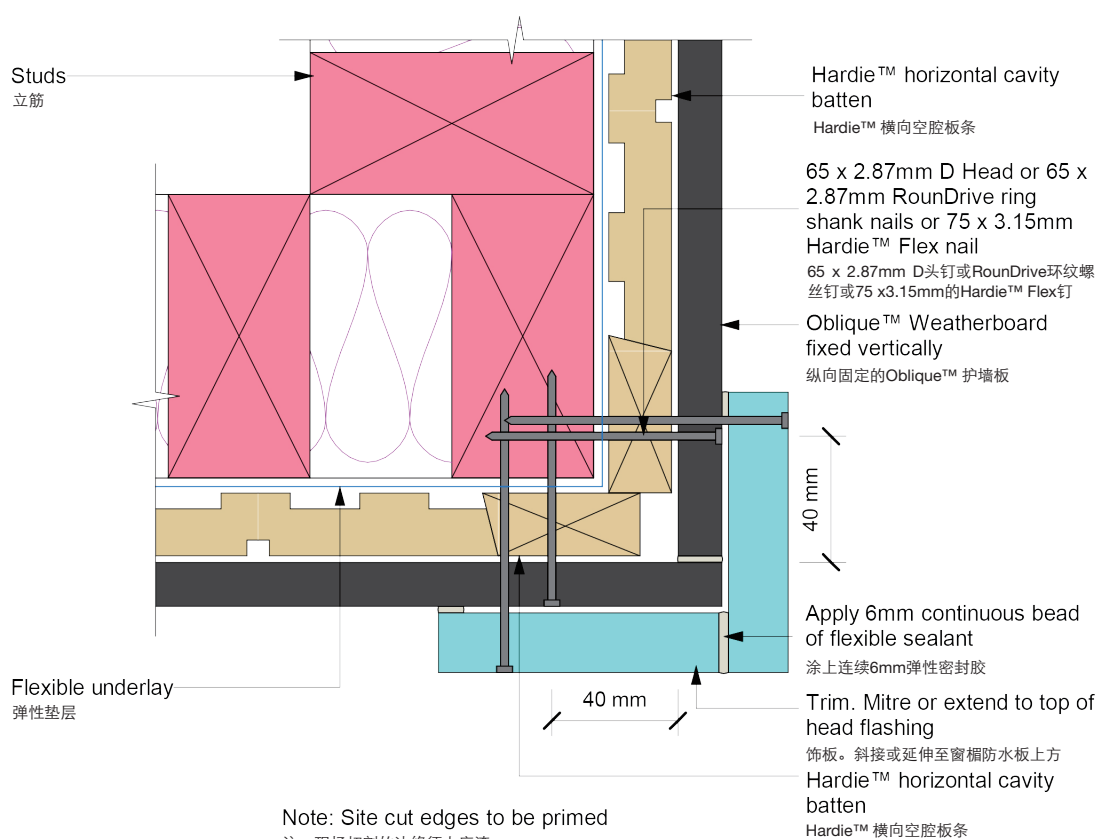 Studs
立筋
Hardie™ horizontal cavity
batten
Hardie™ 横向空腔板条
65 x 2.87mm D Head or 65 x
2.87mm RounDrive ring
shank nails or 75 x 3.15mm
Hardie™ Flex nail
65 x 2.87mm D头钉或RounDrive环纹螺
丝钉或75 x3.15mm的Hardie™ Flex钉
Oblique™ Weatherboard
fixed vertically
纵向固定的Oblique™ 护墙板
40 mm
Apply 6mm continuous bead
of flexible sealant
涂上连续6mm弹性密封胶
Flexible underlay
弹性垫层
40 mm
Trim. Mitre or extend to top of
head flashing
饰板。斜接或延伸至窗楣防水板上方
Hardie™ horizontal cavity
batten
Hardie™ 横向空腔板条
Note: Site cut edges to be primed